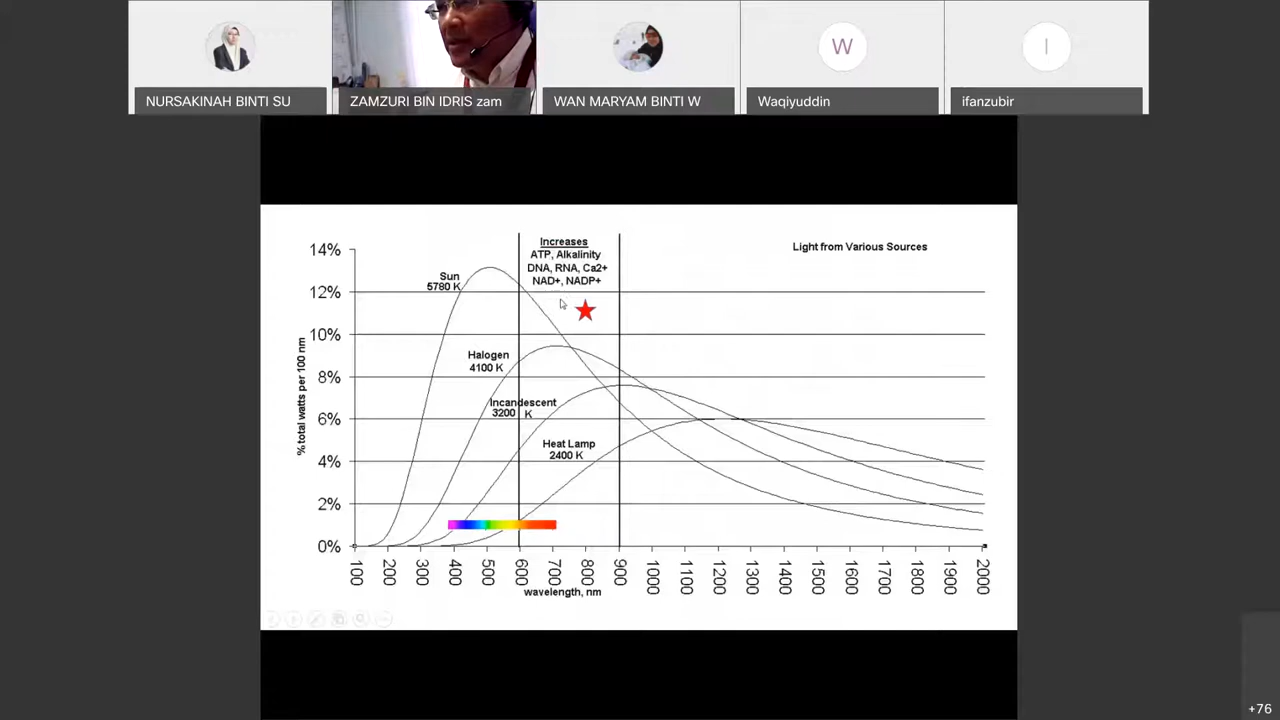 NURSAKINAH BINTI SU
ZAMZURI BIN IDRIS zam
WAN MARYAM BINTI W
W
Waqiyuddin
I
ifanzubir
Light from Various Sources
Increases
ATP, Alkalinity
DNA, RNA, Ca2+
NAD+, NADP+
Sun
5780 K
Halogen
4100 K
Incandescent
3200 K
Heat Lamp
2400 K
% total watts per 100 nm
14%
12%
10%
8%
6%
4%
2%
0%
100 200 300 400 500 600 700 800 900 1000 1100 1200 1300 1400 1500 1600 1700 1800 1900 2000
wavelength, nm
+76